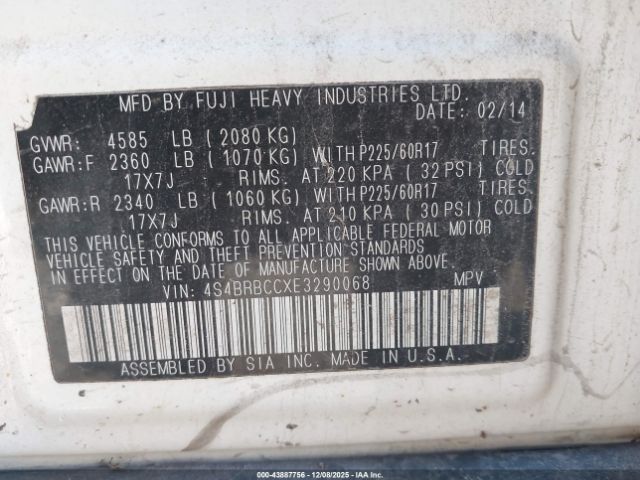 MFD BY FUJI HEAVY INDUSTRIES LTD.
DATE: 02/14
GVWR: 4585 LB ( 2080 KG)
GAWR:F 2360 LB ( 1070 KG) WITH P225/60R17 TIRES.
17X7J RIMS. AT 220 KPA ( 32 PSI) COLD
GAWR:R 2340 LB ( 1060 KG) WITH P225/60R17 TIRES.
17X7J RIMS. AT 210 KPA ( 30 PSI) COLD
THIS VEHICLE CONFORMS TO ALL APPLICABLE FEDERAL MOTOR
VEHICLE SAFETY AND THEFT PREVENTION STANDARDS
IN EFFECT ON THE DATE OF MANUFACTURE SHOWN ABOVE.
VIN: 4S4BRBCCXE3290068 MPV
ASSEMBLED BY SIA INC. MADE IN U.S.A.
000-43887756 - 12/08/2025 - IAAI.COM